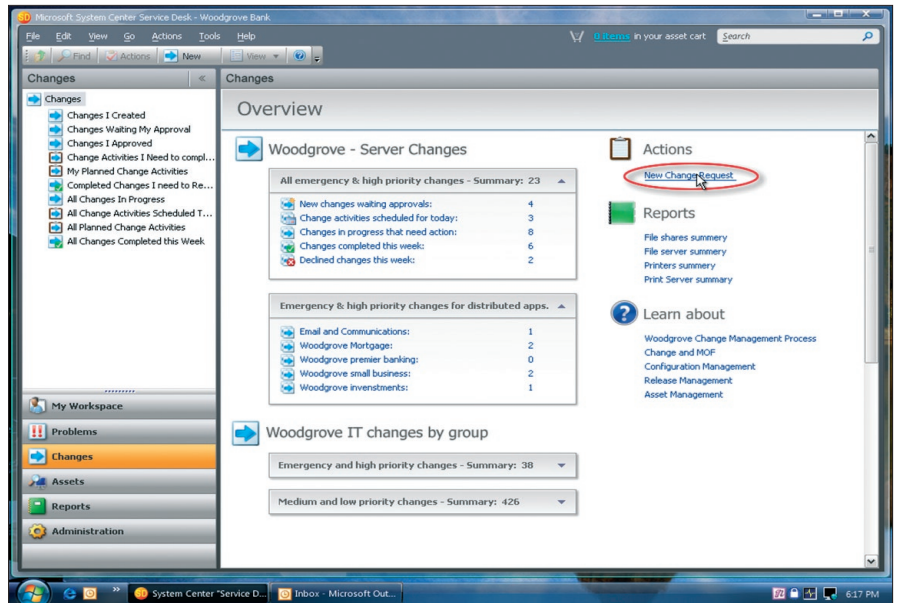 Microsoft System Center Service Desk - Woodgrove Bank
File Edit View Go Actions Tools Help
0 items in your asset cart
Search
Find Actions New View
Changes
Changes
Changes I Created
Changes Waiting My Approval
Changes I Approved
Change Activities I Need to compl...
My Planned Change Activities
Completed Changes I need to Re...
All Changes In Progress
All Change Activities Scheduled T...
All Planned Change Activities
All Changes Completed this Week
My Workspace
Problems
Changes
Assets
Reports
Administration
Changes
Overview
Woodgrove - Server Changes
All emergency & high priority changes - Summary: 23
New changes waiting approvals: 4
Change activities scheduled for today: 3
Changes in progress that need action: 8
Changes completed this week: 6
Declined changes this week: 2
Emergency & high priority changes for distributed apps.
Email and Communications: 1
Woodgrove Mortgage: 2
Woodgrove premier banking: 0
Woodgrove small business: 2
Woodgrove invenstments: 1
Woodgrove IT changes by group
Emergency and high priority changes - Summary: 38
Medium and low priority changes - Summary: 426
Actions
New Change Request
Reports
File shares summery
File server summery
Printers summery
Print Server summary
Learn about
Woodgrove Change Management Process
Change and MOF
Configuration Management
Release Management
Asset Management
System Center "Service D...
Inbox - Microsoft Out...
6:17 PM